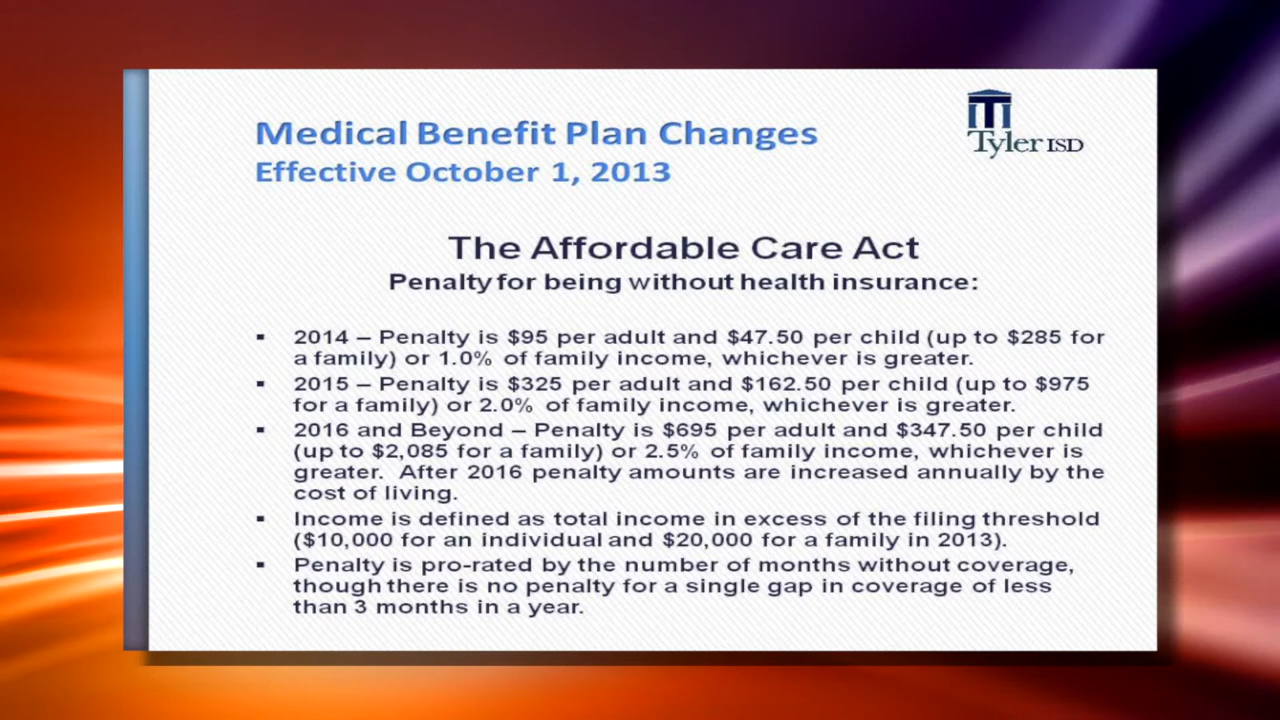 Medical Benefit Plan Changes
Effective October 1, 2013
Tyler ISD
The Affordable Care Act
Penalty for being without health insurance:
▪ 2014 – Penalty is $95 per adult and $47.50 per child (up to $285 for
a family) or 1.0% of family income, whichever is greater.
▪ 2015 – Penalty is $325 per adult and $162.50 per child (up to $975
for a family) or 2.0% of family income, whichever is greater.
▪ 2016 and Beyond – Penalty is $695 per adult and $347.50 per child
(up to $2,085 for a family) or 2.5% of family income, whichever is
greater. After 2016 penalty amounts are increased annually by the
cost of living.
▪ Income is defined as total income in excess of the filing threshold
($10,000 for an individual and $20,000 for a family in 2013).
▪ Penalty is pro-rated by the number of months without coverage,
though there is no penalty for a single gap in coverage of less
than 3 months in a year.